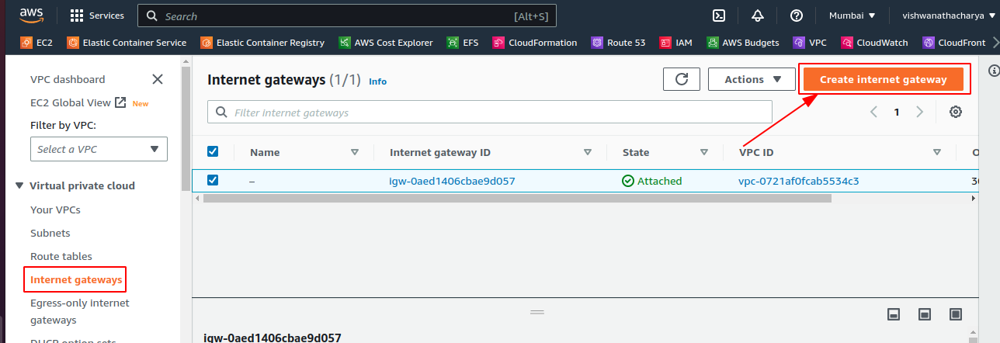 aws Services Search [Alt+S] Mumbai vishwanathacharya
EC2 Elastic Container Service Elastic Container Registry AWS Cost Explorer EFS CloudFormation Route 53 IAM AWS Budgets VPC CloudWatch CloudFront
VPC dashboard
EC2 Global View New
Filter by VPC:
Select a VPC
Virtual private cloud
Your VPCs
Subnets
Route tables
Internet gateways
Egress-only internet
gateways
DHCP option sets
Internet gateways (1/1) Info
Actions
Create internet gateway
Filter internet gateways
1
Name Internet gateway ID State VPC ID O
– igw-0aed1406cbae9d057 Attached vpc-0721af0fcab5534c3
igw-0aed1406cbae9d057